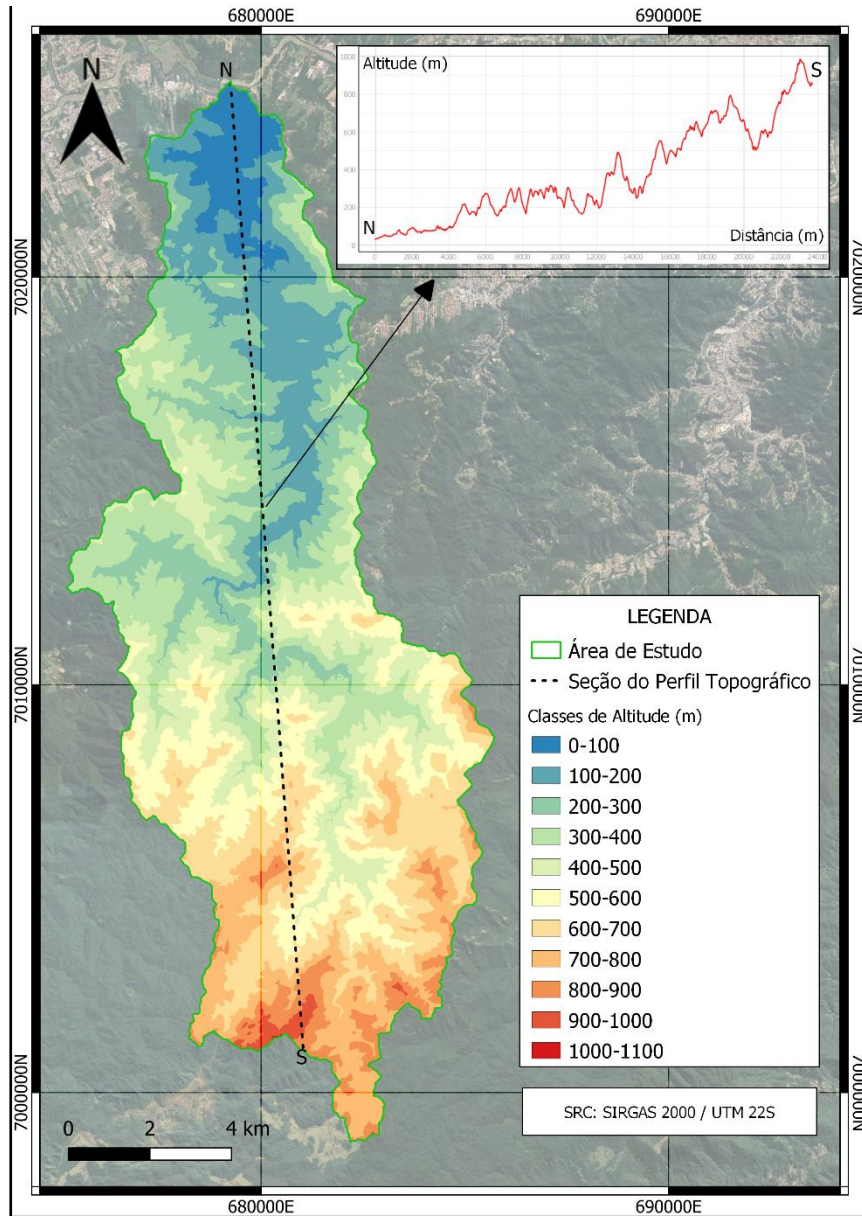 680000E
690000E
N
N
Altitude (m)
1000
800
600
400
200
0
N
S
Distância (m)
0
2000
4000
6000
8000
10000
12000
14000
16000
18000
20000
22000
24000
7020000N
7020000N
7010000N
7010000N
7000000N
7000000N
LEGENDA
Área de Estudo
Seção do Perfil Topográfico
Classes de Altitude (m)
0-100
100-200
200-300
300-400
400-500
500-600
600-700
700-800
800-900
900-1000
1000-1100
S
SRC: SIRGAS 2000 / UTM 22S
0 2 4 km
680000E
690000E